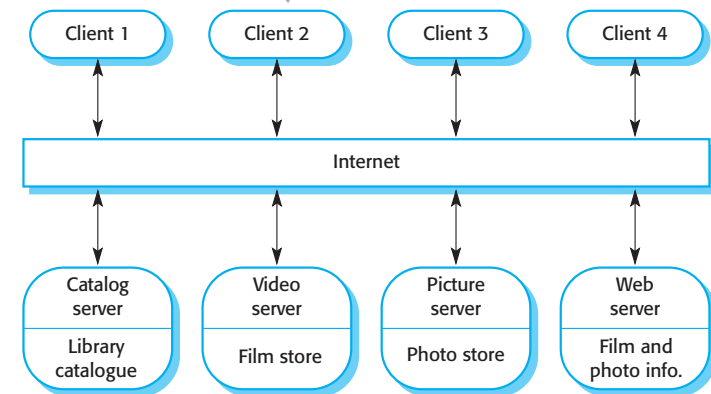 Client 1
Client 2
Client 3
Client 4
Internet
Catalog
server
Library
catalogue
Video
server
Film store
Picture
server
Photo store
Web
server
Film and
photo info.